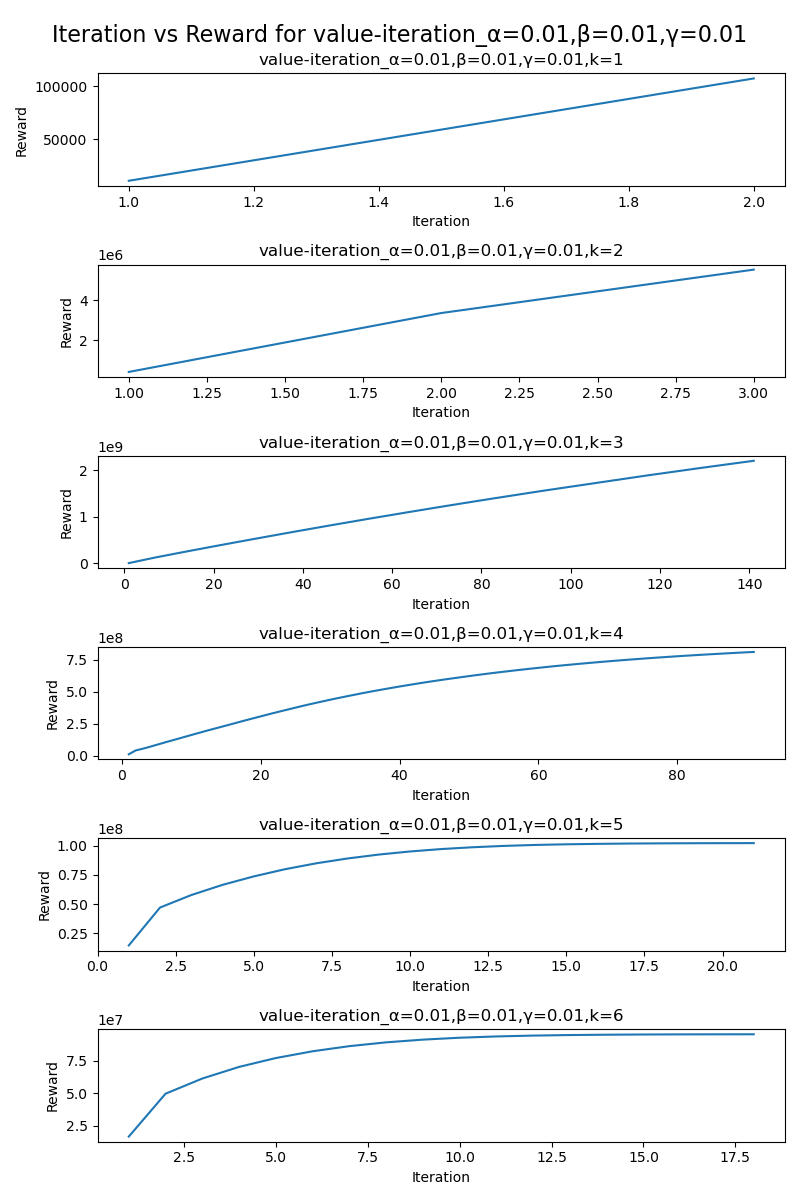 Iteration vs Reward for value-iteration_α=0.01,β=0.01,γ=0.01
value-iteration_α=0.01,β=0.01,γ=0.01,k=1
100000
50000
Reward
1.0 1.2 1.4 1.6 1.8 2.0
Iteration
value-iteration_α=0.01,β=0.01,γ=0.01,k=2
1e6
4
2
Reward
1.00 1.25 1.50 1.75 2.00 2.25 2.50 2.75 3.00
Iteration
value-iteration_α=0.01,β=0.01,γ=0.01,k=3
1e9
2
1
0
Reward
0 20 40 60 80 100 120 140
Iteration
value-iteration_α=0.01,β=0.01,γ=0.01,k=4
1e8
7.5
5.0
2.5
0.0
Reward
0 20 40 60 80
Iteration
value-iteration_α=0.01,β=0.01,γ=0.01,k=5
1e8
1.00
0.75
0.50
0.25
Reward
0.0 2.5 5.0 7.5 10.0 12.5 15.0 17.5 20.0
Iteration
value-iteration_α=0.01,β=0.01,γ=0.01,k=6
1e7
7.5
5.0
2.5
Reward
2.5 5.0 7.5 10.0 12.5 15.0 17.5
Iteration